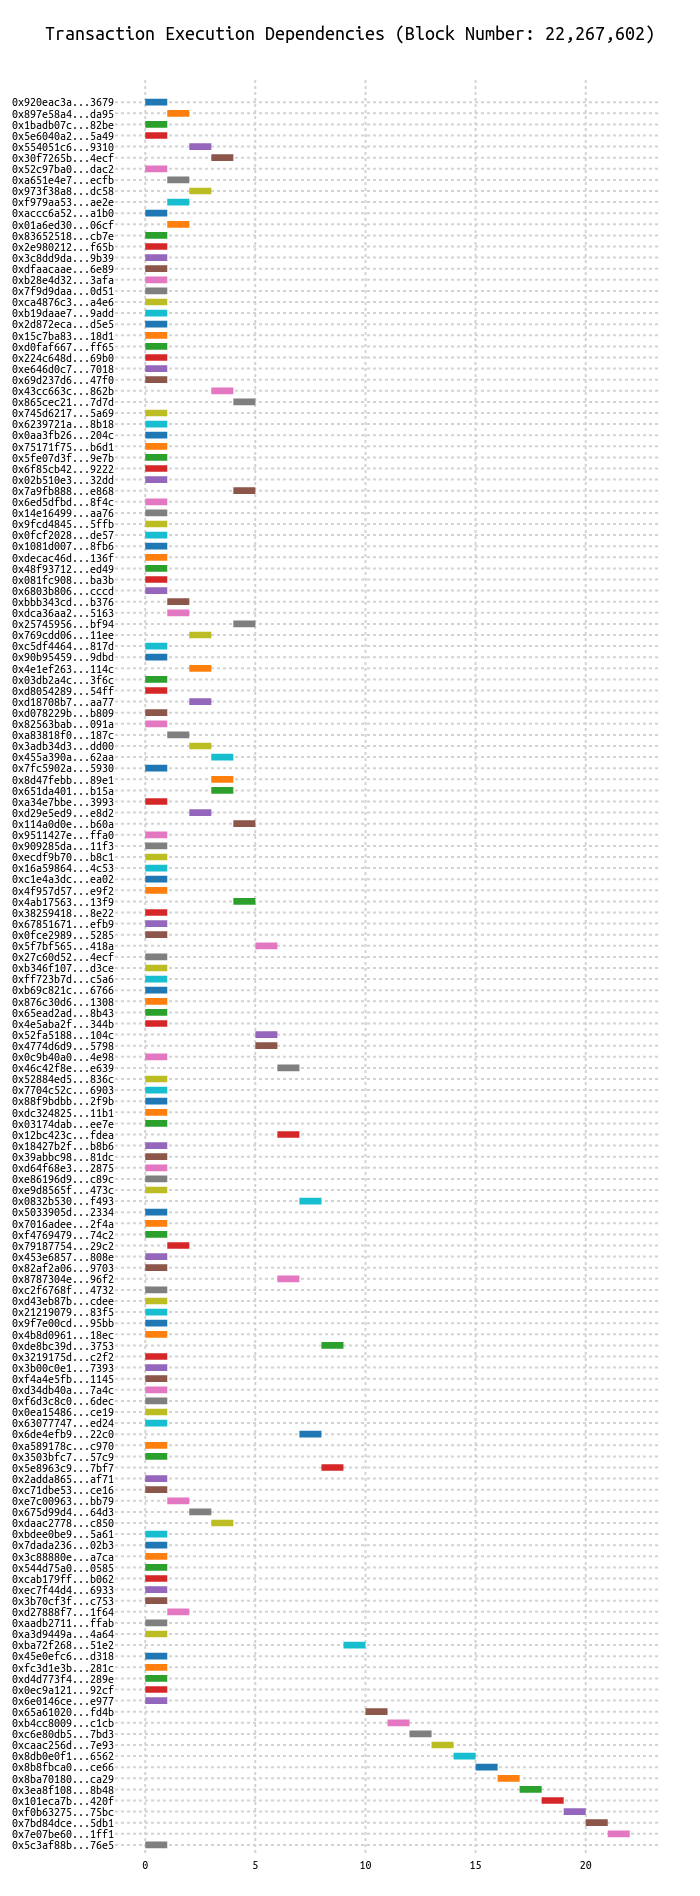 Transaction Execution Dependencies (Block Number: 22,267,602)
0x920eac3a...3679
0x897e58a4...da95
0x1badb07c...82be
0x5e6040a2...5a49
0x554051c6...9310
0x30f7265b...4ecf
0x52c97ba0...dac2
0xa651e4e7...ecfb
0x973f38a8...dc58
0xf979aa53...ae2e
0xaccc6a52...a1b0
0x01a6ed30...06cf
0x83652518...cb7e
0x2e980212...f65b
0x3c8dd9da...9b39
0xdfaacaae...6e89
0xb28e4d32...3afa
0x7f9d9daa...0d51
0xca4876c3...a4e6
0xb19daae7...9add
0x2d872eca...d5e5
0x15c7ba83...18d1
0xd0faf667...ff65
0x224c648d...69b0
0xe646d0c7...7018
0x69d237d6...47f0
0x43cc663c...862b
0x865cec21...7d7d
0x745d6217...5a69
0x6239721a...8b18
0x0aa3fb26...204c
0x75171f75...b6d1
0x5fe07d3f...9e7b
0x6f85cb42...9222
0x02b510e3...32dd
0x7a9fb888...e868
0x6ed5dfbd...8f4c
0x14e16499...aa76
0x9fcd4845...5ffb
0x0fcf2028...de57
0x1081d007...8fb6
0xdecac46d...136f
0x48f93712...ed49
0x081fc908...ba3b
0x6803b806...cccd
0xbbb343cd...b376
0xdca36aa2...5163
0x25745956...bf94
0x769cdd06...11ee
0xc5df4464...817d
0x90b95459...9dbd
0x4e1ef263...114c
0x03db2a4c...3f6c
0xd8054289...54ff
0xd18708b7...aa77
0xd078229b...b809
0x82563bab...091a
0xa83818f0...187c
0x3adb34d3...dd00
0x455a390a...62aa
0x7fc5902a...5930
0x8d47febb...89e1
0x651da401...b15a
0xa34e7bbe...3993
0xd29e5ed9...e8d2
0x114a0d0e...b60a
0x9511427e...ffa0
0x909285da...11f3
0xecdf9b70...b8c1
0x16a59864...4c53
0xc1e4a3dc...ea02
0x4f957d57...e9f2
0x4ab17563...13f9
0x38259418...8e22
0x67851671...efb9
0x0fce2989...5285
0x5f7bf565...418a
0x27c60d52...4ecf
0xb346f107...d3ce
0xff723b7d...c5a6
0xb69c821c...6766
0x876c30d6...1308
0x65ead2ad...8b43
0x4e5aba2f...344b
0x52fa5188...104c
0x4774d6d9...5798
0x0c9b40a0...4e98
0x46c42f8e...e639
0x52884ed5...836c
0x7704c52c...6903
0x88f9bdbb...2f9b
0xdc324825...11b1
0x03174dab...ee7e
0x12bc423c...fdea
0x18427b2f...b8b6
0x39abbc98...81dc
0xd64f68e3...2875
0xe86196d9...c89c
0xe9d8565f...473c
0x0832b530...f493
0x5033905d...2334
0x7016adee...2f4a
0xf4769479...74c2
0x79187754...29c2
0x453e6857...808e
0x82af2a06...9703
0x8787304e...96f2
0xc2f6768f...4732
0xd43eb87b...cdee
0x21219079...83f5
0x9f7e00cd...95bb
0x4b8d0961...18ec
0xde8bc39d...3753
0x3219175d...c2f2
0x3b00c0e1...7393
0xf4a4e5fb...1145
0xd34db40a...7a4c
0xf6d3c8c0...6dec
0x0ea15486...ce19
0x63077747...ed24
0x6de4efb9...22c0
0xa589178c...c970
0x3503bfc7...57c9
0x5e8963c9...7bf7
0x2adda865...af71
0xc71dbe53...ce16
0xe7c00963...bb79
0x675d99d4...64d3
0xdaac2778...c850
0xbdee0be9...5a61
0x7dada236...02b3
0x3c88880e...a7ca
0x544d75a0...0585
0xcab179ff...b062
0xec7f44d4...6933
0x3b70cf3f...c753
0xd27888f7...1f64
0xaadb2711...ffab
0xa3d9449a...4a64
0xba72f268...51e2
0x45e0efc6...d318
0xfc3d1e3b...281c
0xd4d773f4...289e
0x0ec9a121...92cf
0x6e0146ce...e977
0x65a61020...fd4b
0xb4cc8009...c1cb
0xc6e80db5...7bd3
0xcaac256d...7e93
0x8db0e0f1...6562
0x8b8fbca0...ce66
0x8ba70180...ca29
0x3ea8f108...8b48
0x101eca7b...420f
0xf0b63275...75bc
0x7bd84dce...5db1
0x7e07be60...1ff1
0x5c3af88b...76e5
0 5 10 15 20